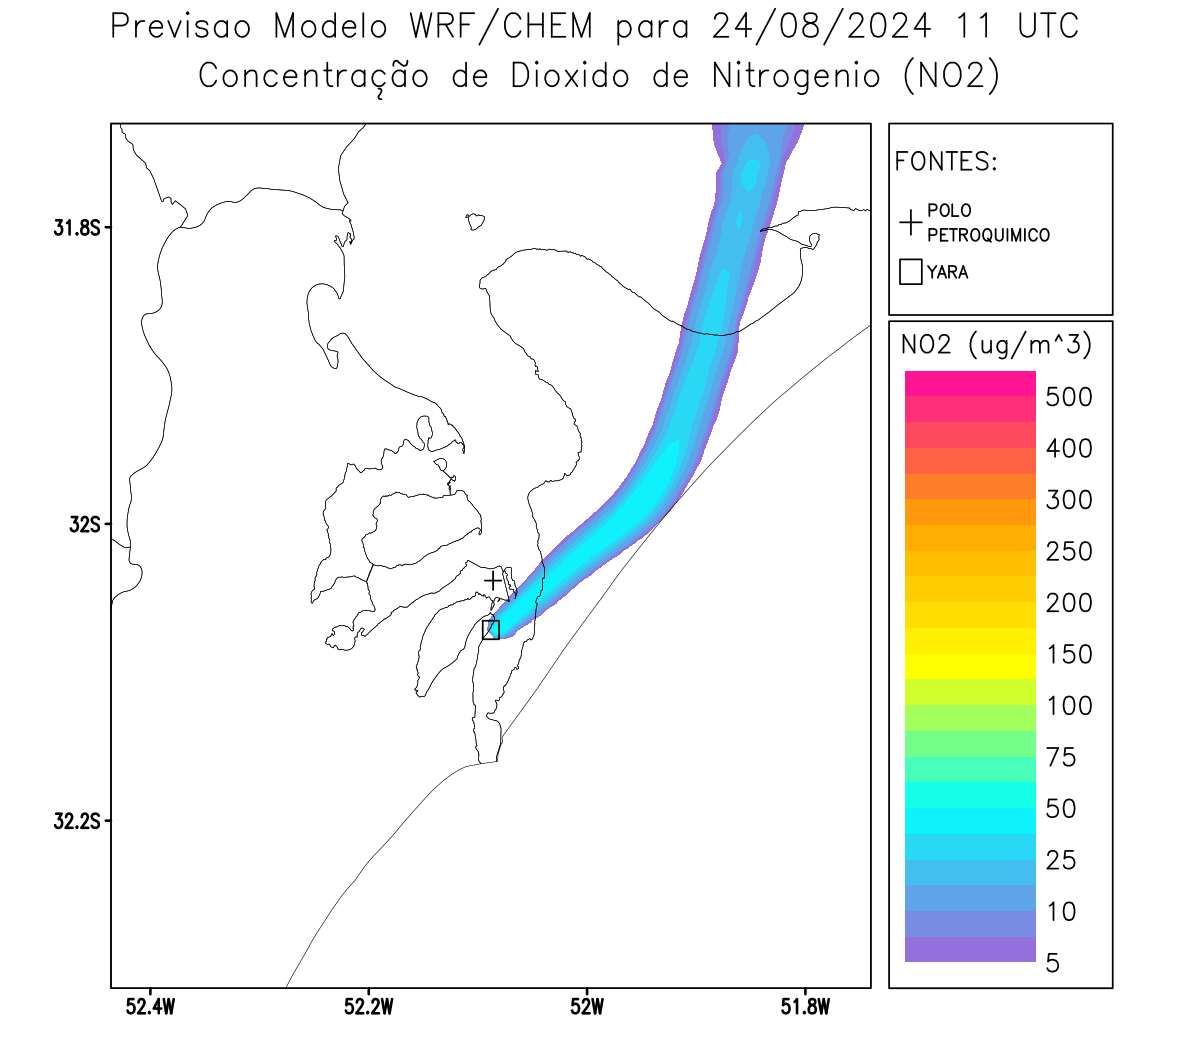 Previsao Modelo WRF/CHEM para 24/08/2024 11 UTC
Concentração de Dioxido de Nitrogenio (NO2)
FONTES:
POLO
PETROQUIMICO
YARA
NO2 (ug/m^3)
500
400
300
250
200
150
100
75
50
25
10
5
31.8S
32S
32.2S
52.4W
52.2W
52W
51.8W